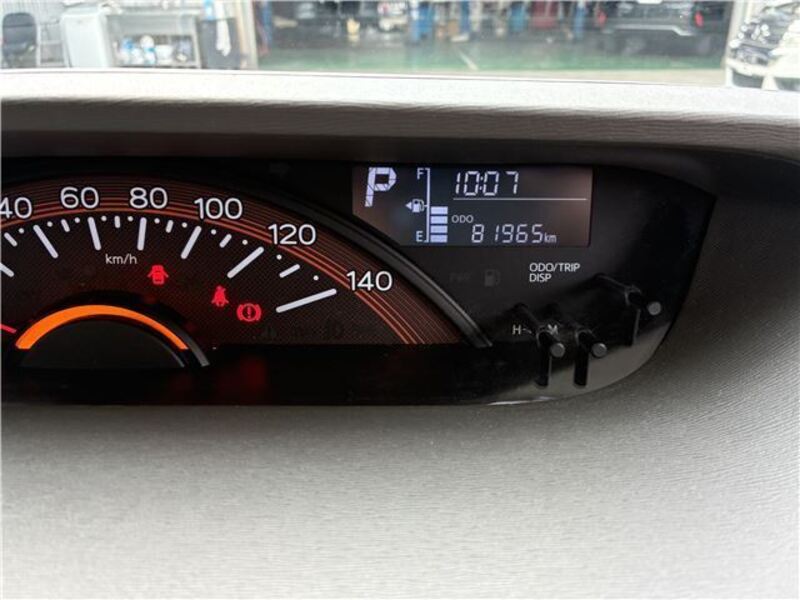 40 60 80 100 120 140
km/h
P F 10:07
ODO
E 81965km
ODO/TRIP
DISP
H M